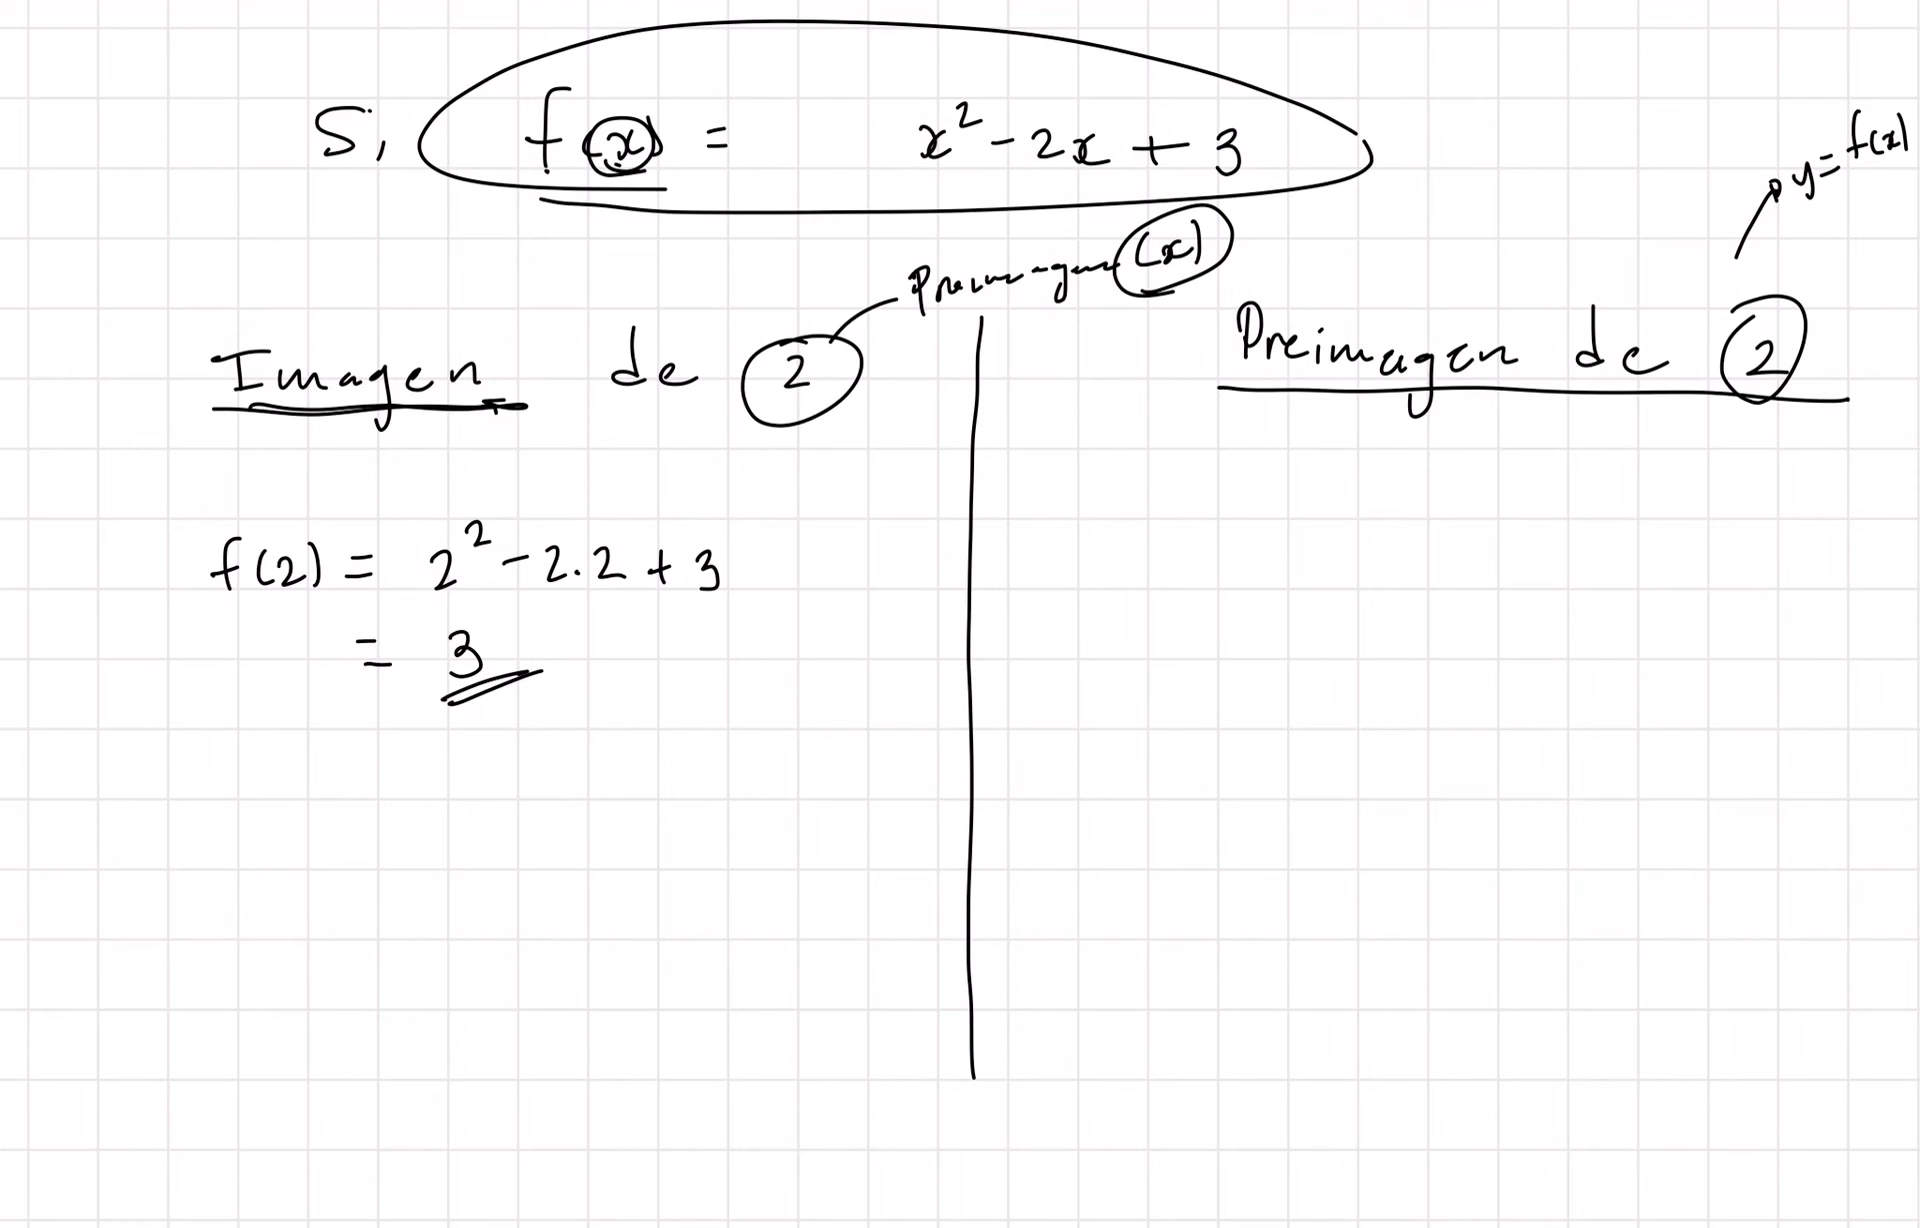 Si f(x) = x² - 2x + 3
y = f(x)
Preimagen (x)
Imagen de 2
Preimagen de 2
f(2) = 2² - 2.2 + 3
= 3